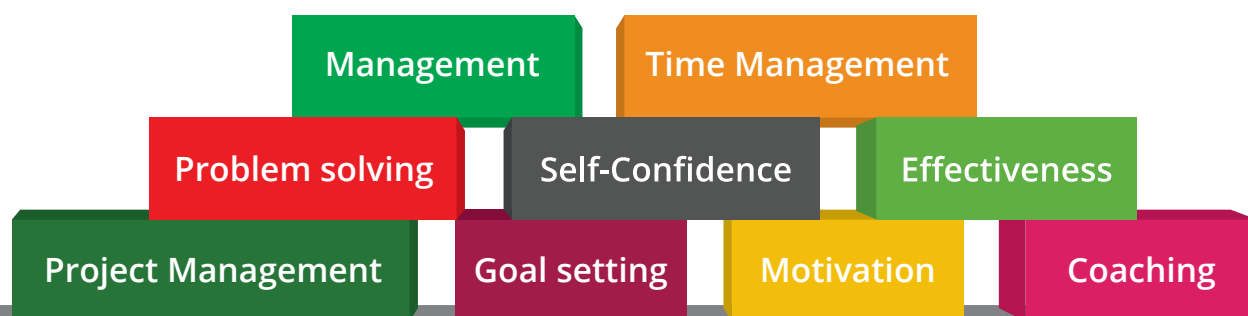 Management
Time Management
Problem solving
Self-Confidence
Effectiveness
Project Management
Goal setting
Motivation
Coaching